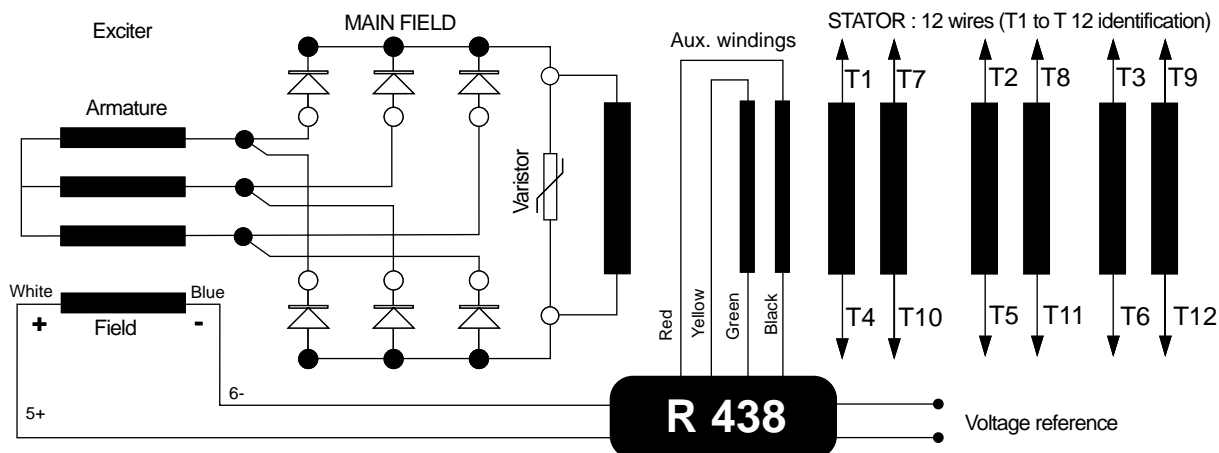 Exciter
MAIN FIELD
Aux. windings
STATOR : 12 wires (T1 to T 12 identification)
T1 T7 T2 T8 T3 T9
Armature
Varistor
White
Blue
+
-
Field
Red
Yellow
Green
Black
T4 T10 T5 T11 T6 T12
6-
5+
R 438
Voltage reference